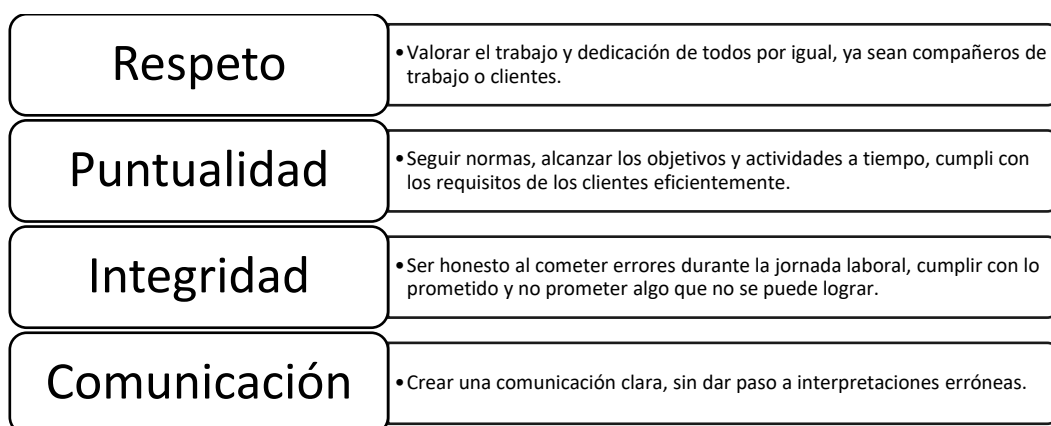 Respeto
•Valorar el trabajo y dedicación de todos por igual, ya sean compañeros de
trabajo o clientes.
Puntualidad
•Seguir normas, alcanzar los objetivos y actividades a tiempo, cumpli con
los requisitos de los clientes eficientemente.
Integridad
•Ser honesto al cometer errores durante la jornada laboral, cumplir con lo
prometido y no prometer algo que no se puede lograr.
Comunicación
•Crear una comunicación clara, sin dar paso a interpretaciones erróneas.